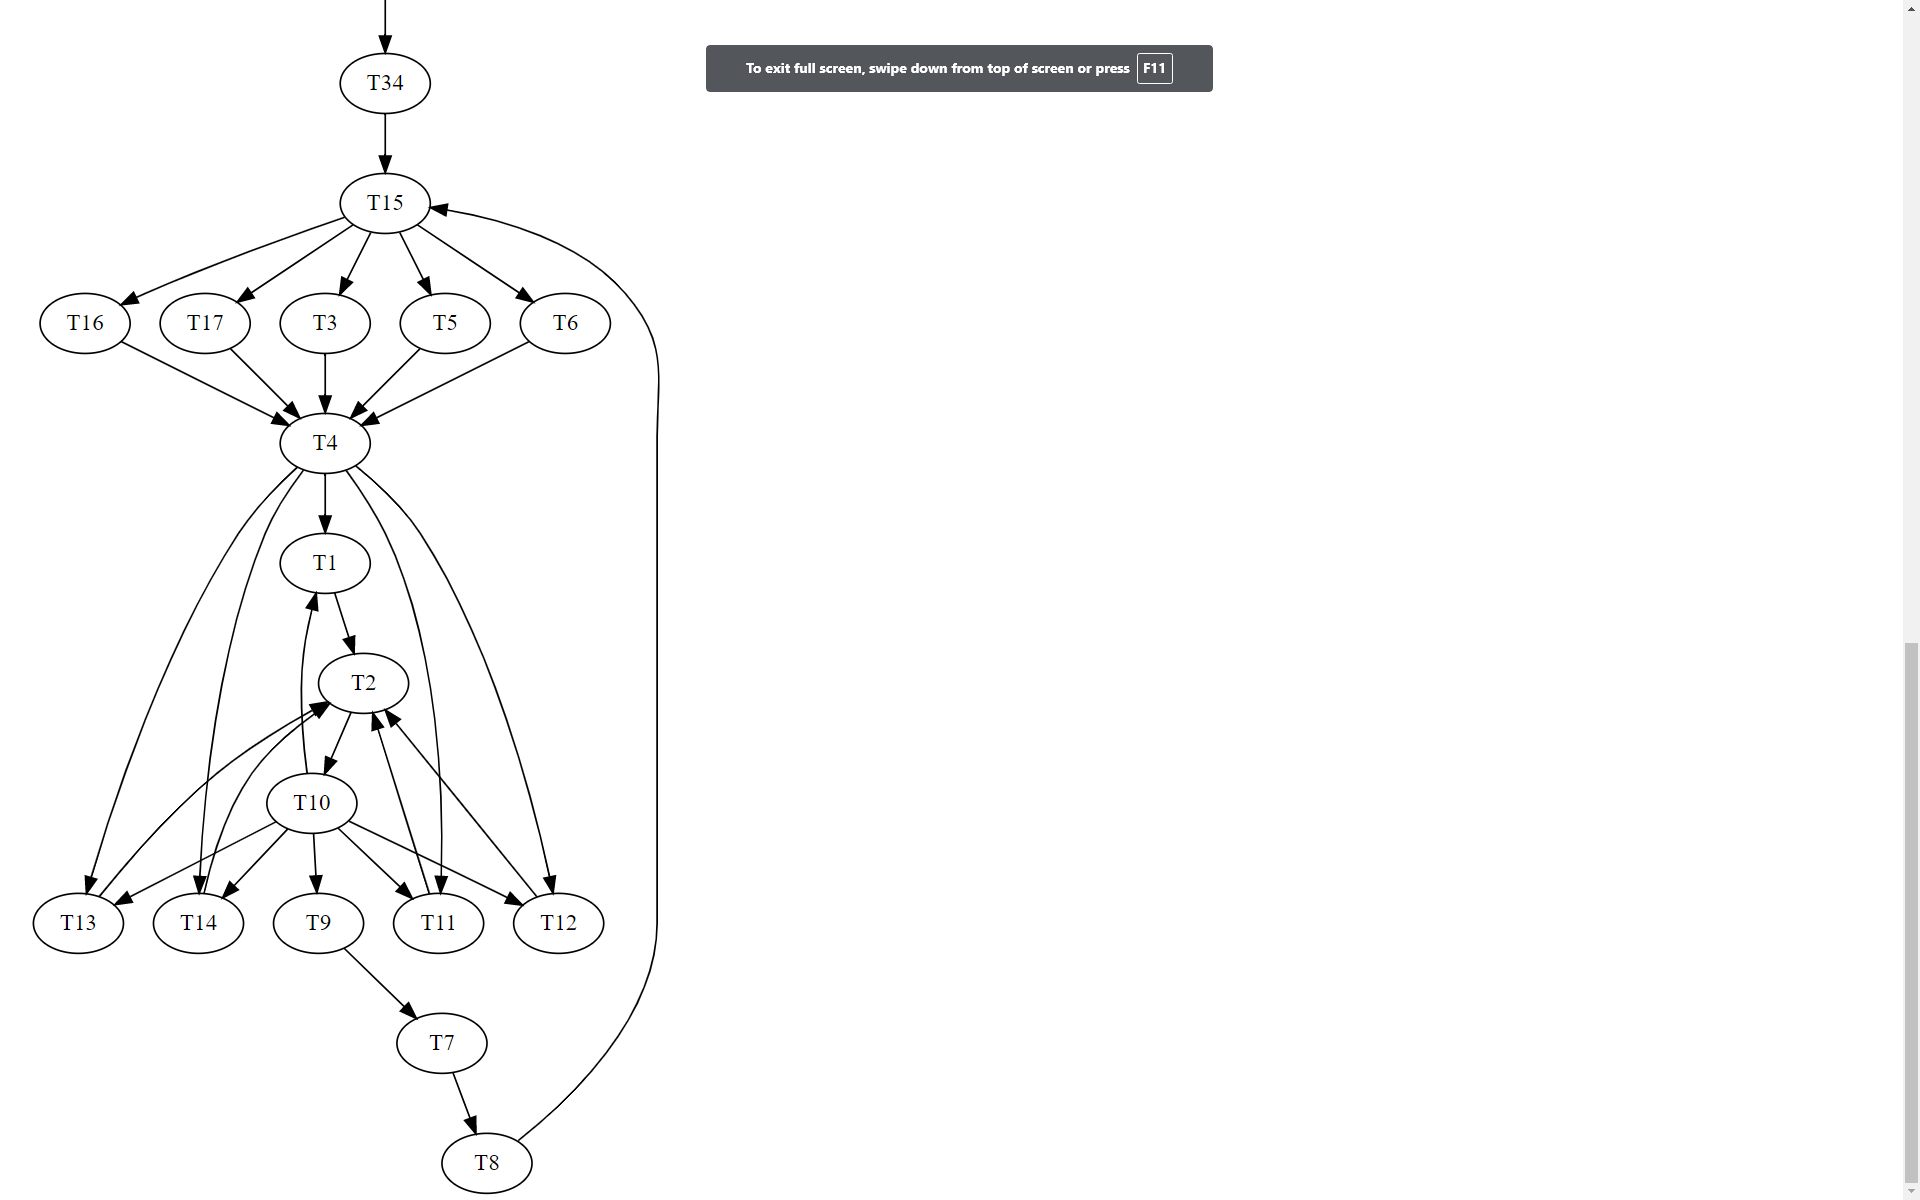 To exit full screen, swipe down from top of screen or press F11
T34
T15
T16 T17 T3 T5 T6
T4
T1
T2
T10
T13 T14 T9 T11 T12
T7
T8